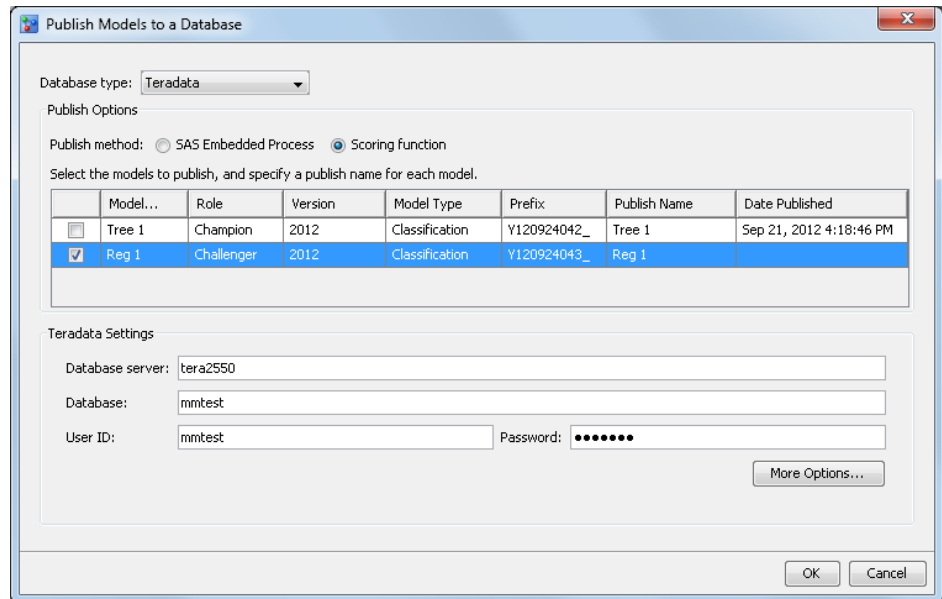 Publish Models to a Database
Database type: Teradata
Publish Options
Publish method: SAS Embedded Process Scoring function
Select the models to publish, and specify a publish name for each model.
Model... Role Version Model Type Prefix Publish Name Date Published
Tree 1 Champion 2012 Classification Y120924042_ Tree 1 Sep 21, 2012 4:18:46 PM
Reg 1 Challenger 2012 Classification Y120924043_ Reg 1
Teradata Settings
Database server: tera2550
Database: mmtest
User ID: mmtest Password: ●●●●●●●
More Options...
OK Cancel